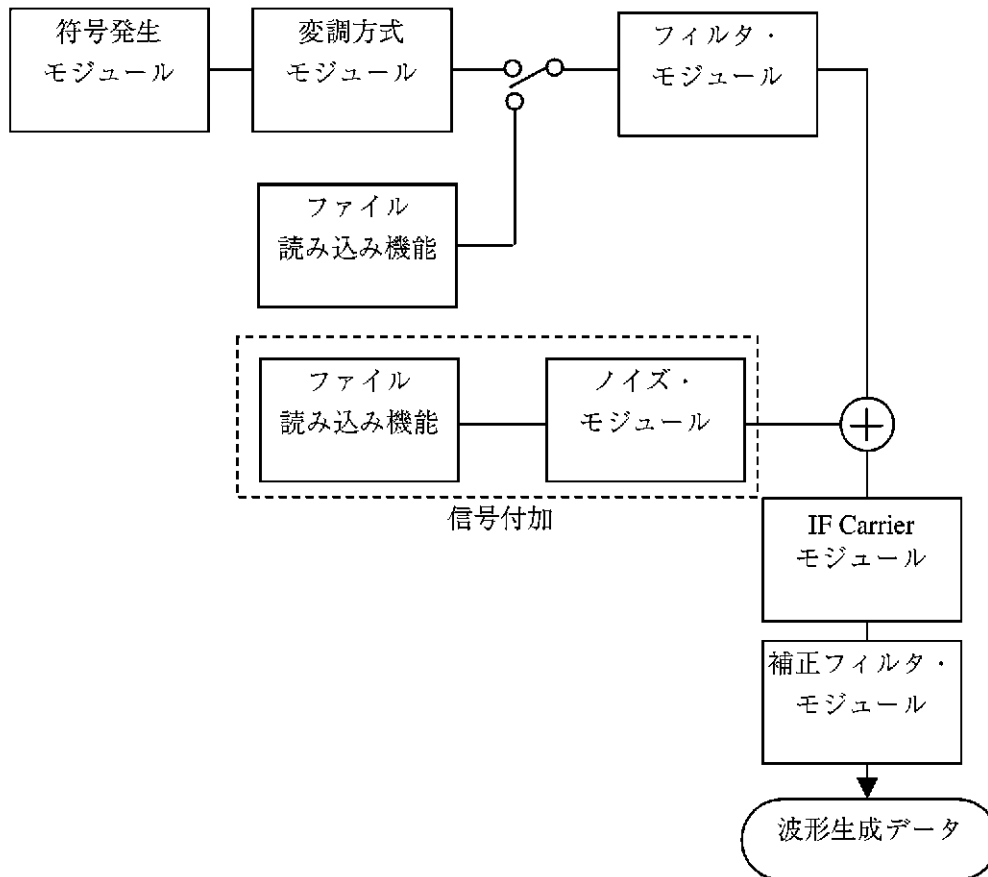 符号発生
モジュール
変調方式
モジュール
フィルタ・
モジュール
ファイル
読み込み機能
ファイル
読み込み機能
ノイズ・
モジュール
信号付加
IF Carrier
モジュール
補正フィルタ・
モジュール
波形生成データ